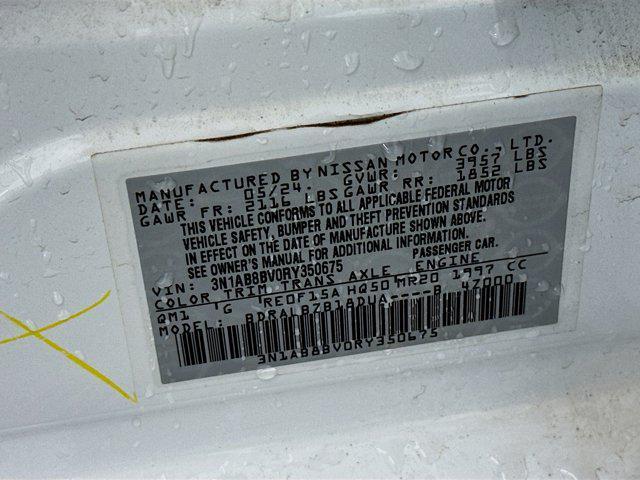 MANUFACTURED BY NISSAN MOTOR CO., LTD.
DATE: 05/24. GVWR: 3957 LBS
GAWR FR: 2116 LBS GAWR RR: 1852 LBS
THIS VEHICLE CONFORMS TO ALL APPLICABLE FEDERAL MOTOR
VEHICLE SAFETY, BUMPER, AND THEFT PREVENTION STANDARDS
IN EFFECT ON THE DATE OF MANUFACTURE SHOWN ABOVE.
SEE OWNER'S MANUAL FOR ADDITIONAL INFORMATION.
VIN: 3N1AB8BV0RY350675 PASSENGER CAR.
COLOR TRIM TRANS AXLE ENGINE
QM1 G RE0F15A HQ50 MR20 1997 CC
MODEL: BDRALBZB1ADUA----B 47000
3N1AB8BV0RY350675